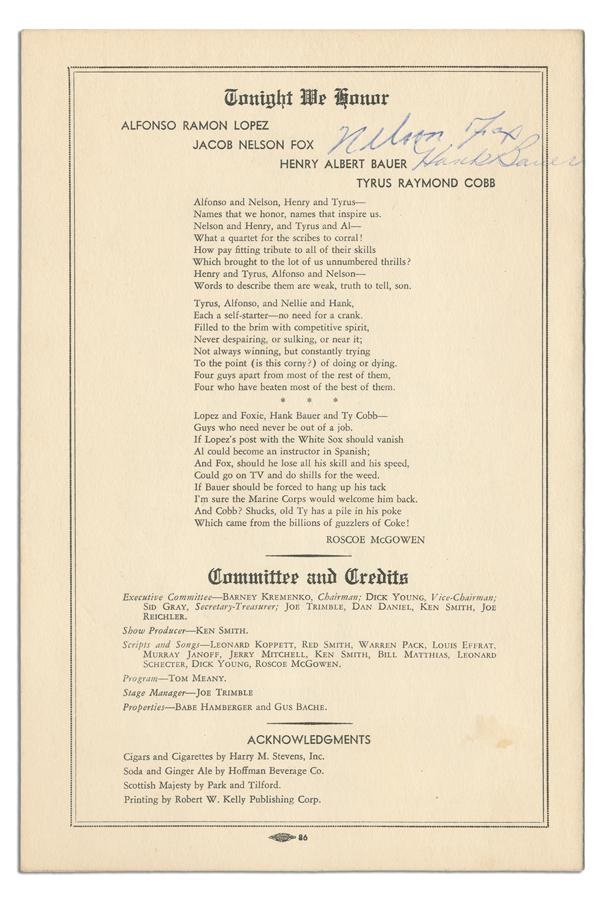 Tonight We Honor
ALFONSO RAMON LOPEZ
JACOB NELSON FOX Nelson Fox
HENRY ALBERT BAUER Hank Bauer
TYRUS RAYMOND COBB
Alfonso and Nelson, Henry and Tyrus—
Names that we honor, names that inspire us.
Nelson and Henry, and Tyrus and Al—
What a quartet for the scribes to corral!
How pay fitting tribute to all of their skills
Which brought to the lot of us unnumbered thrills?
Henry and Tyrus, Alfonso and Nelson—
Words to describe them are weak, truth to tell, son.
Tyrus, Alfonso, and Nellie and Hank,
Each a self-starter—no need for a crank.
Filled to the brim with competitive spirit,
Never despairing, or sulking, or near it;
Not always winning, but constantly trying
To the point (is this corny?) of doing or dying.
Four guys apart from most of the rest of them,
Four who have beaten most of the best of them.
* * *
Lopez and Foxie, Hank Bauer and Ty Cobb—
Guys who need never be out of a job.
If Lopez's post with the White Sox should vanish
Al could become an instructor in Spanish;
And Fox, should he lose all his skill and his speed,
Could go on TV and do shills for the weed.
If Bauer should be forced to hang up his tack
I'm sure the Marine Corps would welcome him back.
And Cobb? Shucks, old Ty has a pile in his poke
Which came from the billions of guzzlers of Coke!
ROSCOE McGOWEN
Committee and Credits
Executive Committee—BARNEY KREMENKO, Chairman; DICK YOUNG, Vice-Chairman;
SID GRAY, Secretary-Treasurer; JOE TRIMBLE, DAN DANIEL, KEN SMITH, JOE
REICHLER.
Show Producer—KEN SMITH.
Scripts and Songs—LEONARD KOPPETT, RED SMITH, WARREN PACK, LOUIS EFFRAT,
MURRAY JANOFF, JERRY MITCHELL, KEN SMITH, BILL MATTHIAS, LEONARD
SCHECTER, DICK YOUNG, ROSCOE McGOWEN.
Program—TOM MEANY.
Stage Manager—JOE TRIMBLE
Properties—BABE HAMBERGER and GUS BACHE.
ACKNOWLEDGMENTS
Cigars and Cigarettes by Harry M. Stevens, Inc.
Soda and Ginger Ale by Hoffman Beverage Co.
Scottish Majesty by Park and Tilford.
Printing by Robert W. Kelly Publishing Corp.
86